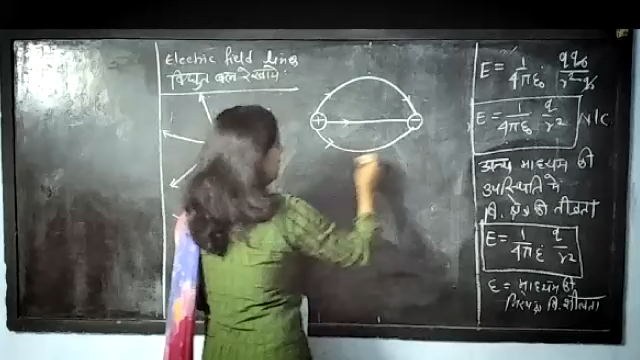 Electric field lines
विद्युत बल रेखायें
+
−
E = 1/4πε₀ qq₀/r²q₀
E = 1/4πε₀ q/r² N/C
अन्य माध्यम की
उपस्थिति में
वि. क्षेत्र की तीव्रता
E = 1/4πε q/r²
ε = माध्यम की
वि. शीलता